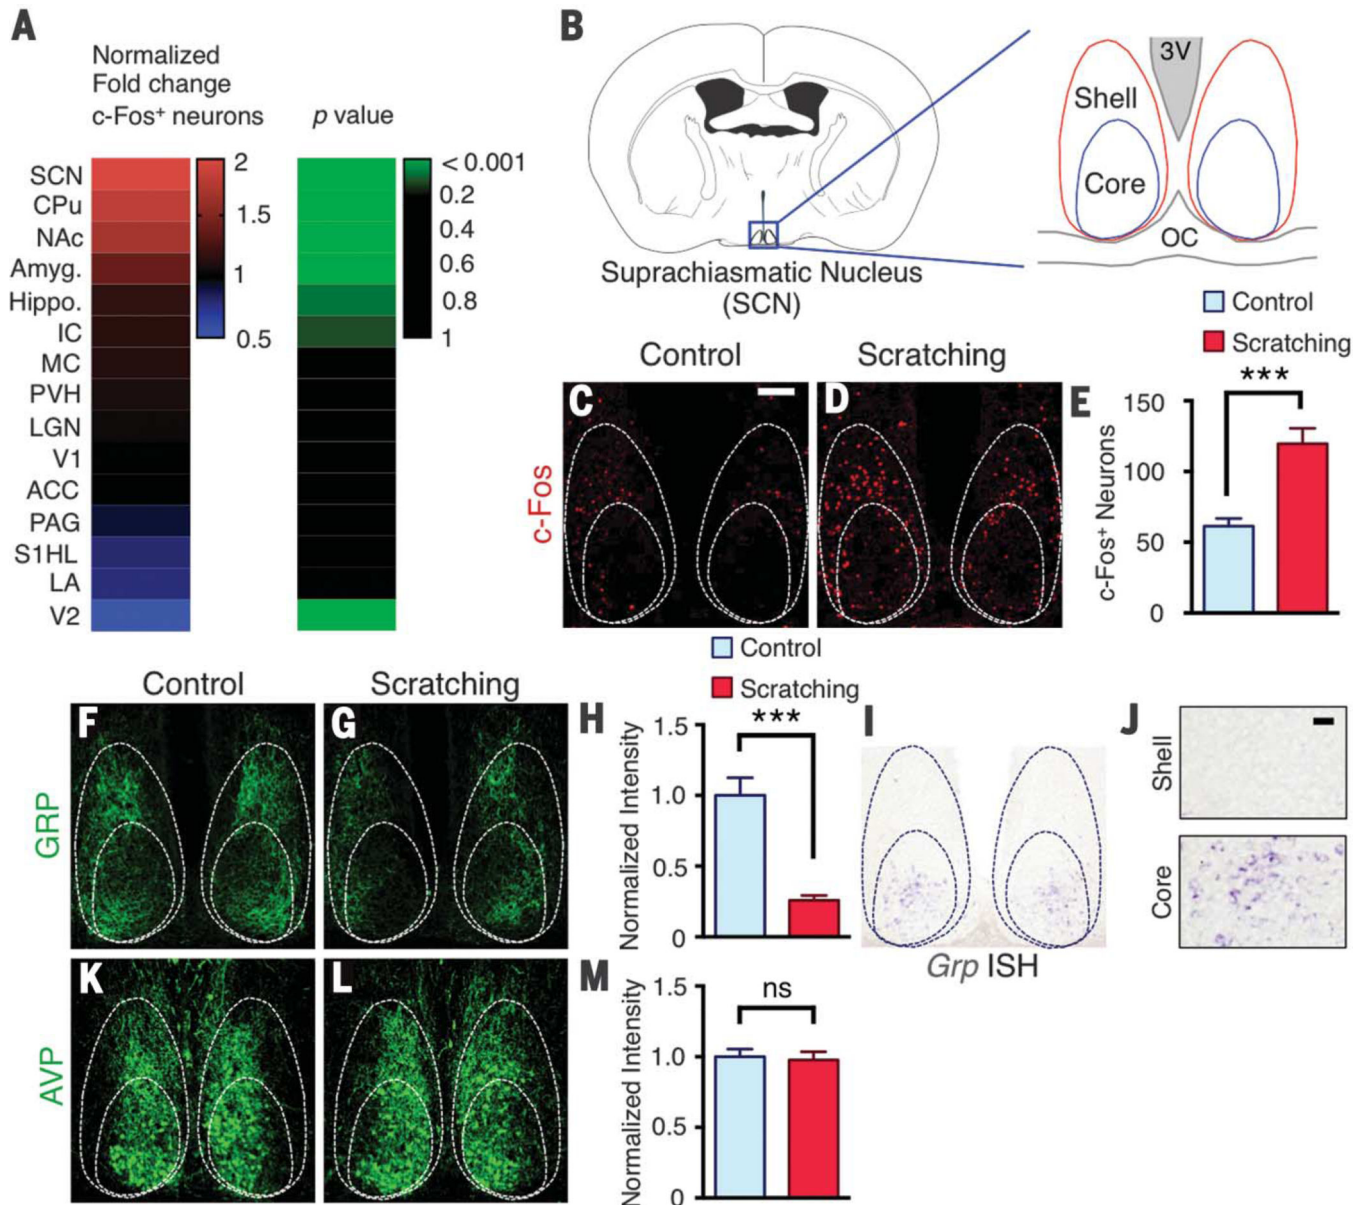 A
Normalized
Fold change
c-Fos⁺ neurons
p value
SCN
CPu
NAc
Amyg.
Hippo.
IC
MC
PVH
LGN
V1
ACC
PAG
S1HL
LA
V2
2
1.5
1
0.5
< 0.001
0.2
0.4
0.6
0.8
1
B
Suprachiasmatic Nucleus
(SCN)
3V
Shell
Core
OC
Control
Scratching
Control
Scratching
C
D
c-Fos
E
***
c-Fos⁺ Neurons
150
100
50
0
Control
Scratching
Control
Scratching
F
G
GRP
H
***
Normalized Intensity
1.5
1.0
0.5
0
I
Grp ISH
J
Shell
Core
K
L
AVP
M
ns
Normalized Intensity
1.5
1.0
0.5
0